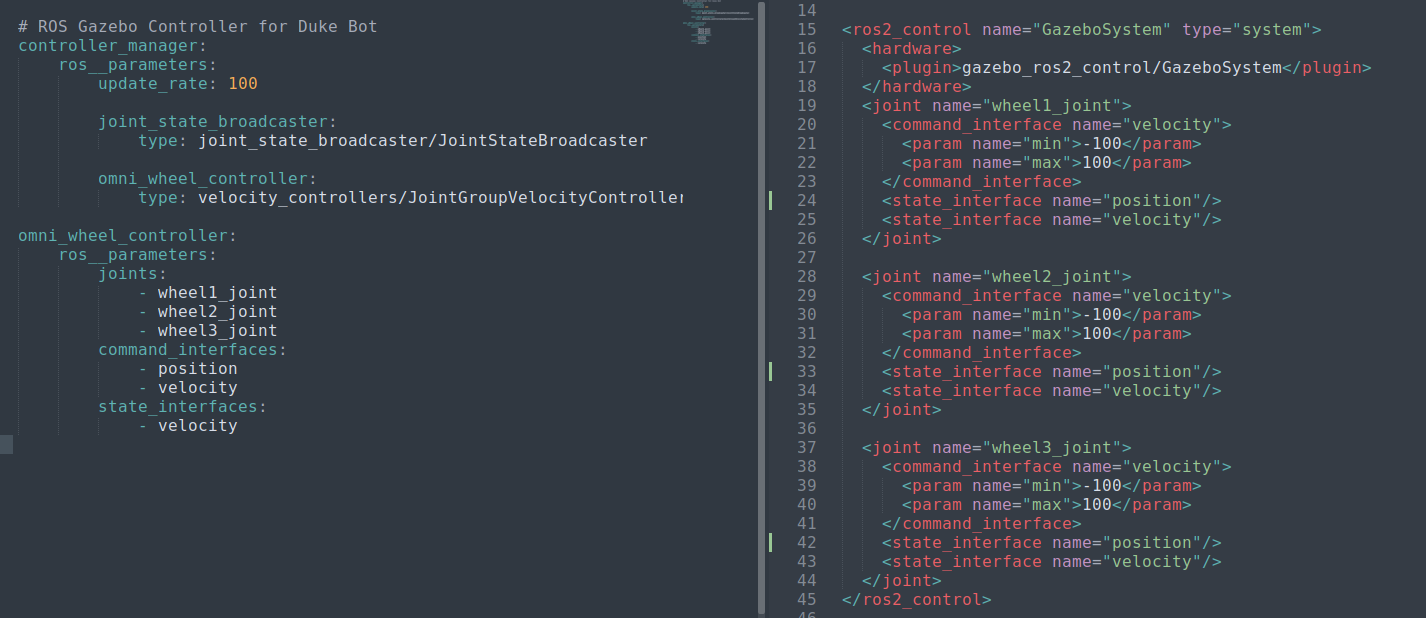 # ROS Gazebo Controller for Duke Bot
controller_manager:
    ros__parameters:
        update_rate: 100

        joint_state_broadcaster:
            type: joint_state_broadcaster/JointStateBroadcaster

        omni_wheel_controller:
            type: velocity_controllers/JointGroupVelocityController

omni_wheel_controller:
    ros__parameters:
        joints:
            - wheel1_joint
            - wheel2_joint
            - wheel3_joint
        command_interfaces:
            - position
            - velocity
        state_interfaces:
            - velocity
14
15 <ros2_control name="GazeboSystem" type="system">
16   <hardware>
17     <plugin>gazebo_ros2_control/GazeboSystem</plugin>
18   </hardware>
19   <joint name="wheel1_joint">
20     <command_interface name="velocity">
21       <param name="min">-100</param>
22       <param name="max">100</param>
23     </command_interface>
24     <state_interface name="position"/>
25     <state_interface name="velocity"/>
26   </joint>
27
28   <joint name="wheel2_joint">
29     <command_interface name="velocity">
30       <param name="min">-100</param>
31       <param name="max">100</param>
32     </command_interface>
33     <state_interface name="position"/>
34     <state_interface name="velocity"/>
35   </joint>
36
37   <joint name="wheel3_joint">
38     <command_interface name="velocity">
39       <param name="min">-100</param>
40       <param name="max">100</param>
41     </command_interface>
42     <state_interface name="position"/>
43     <state_interface name="velocity"/>
44   </joint>
45 </ros2_control>